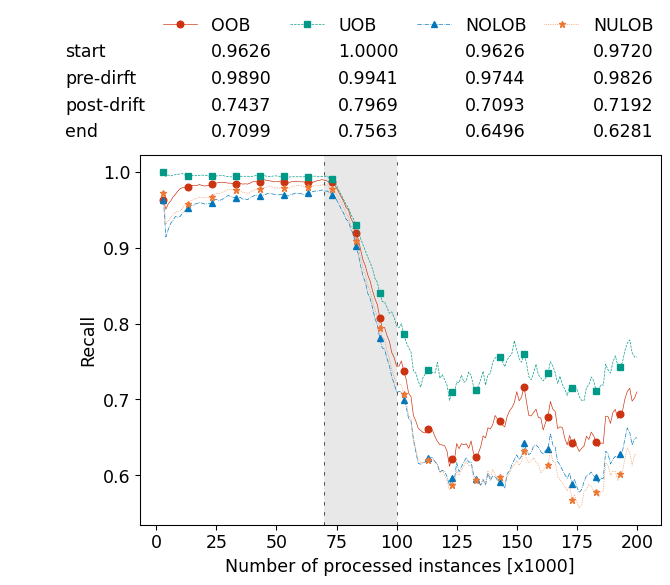 OOB UOB NOLOB NULOB
start 0.9626 1.0000 0.9626 0.9720
pre-dirft 0.9890 0.9941 0.9744 0.9826
post-drift 0.7437 0.7969 0.7093 0.7192
end 0.7099 0.7563 0.6496 0.6281
1.0
0.9
0.8
0.7
0.6
Recall
0 25 50 75 100 125 150 175 200
Number of processed instances [x1000]